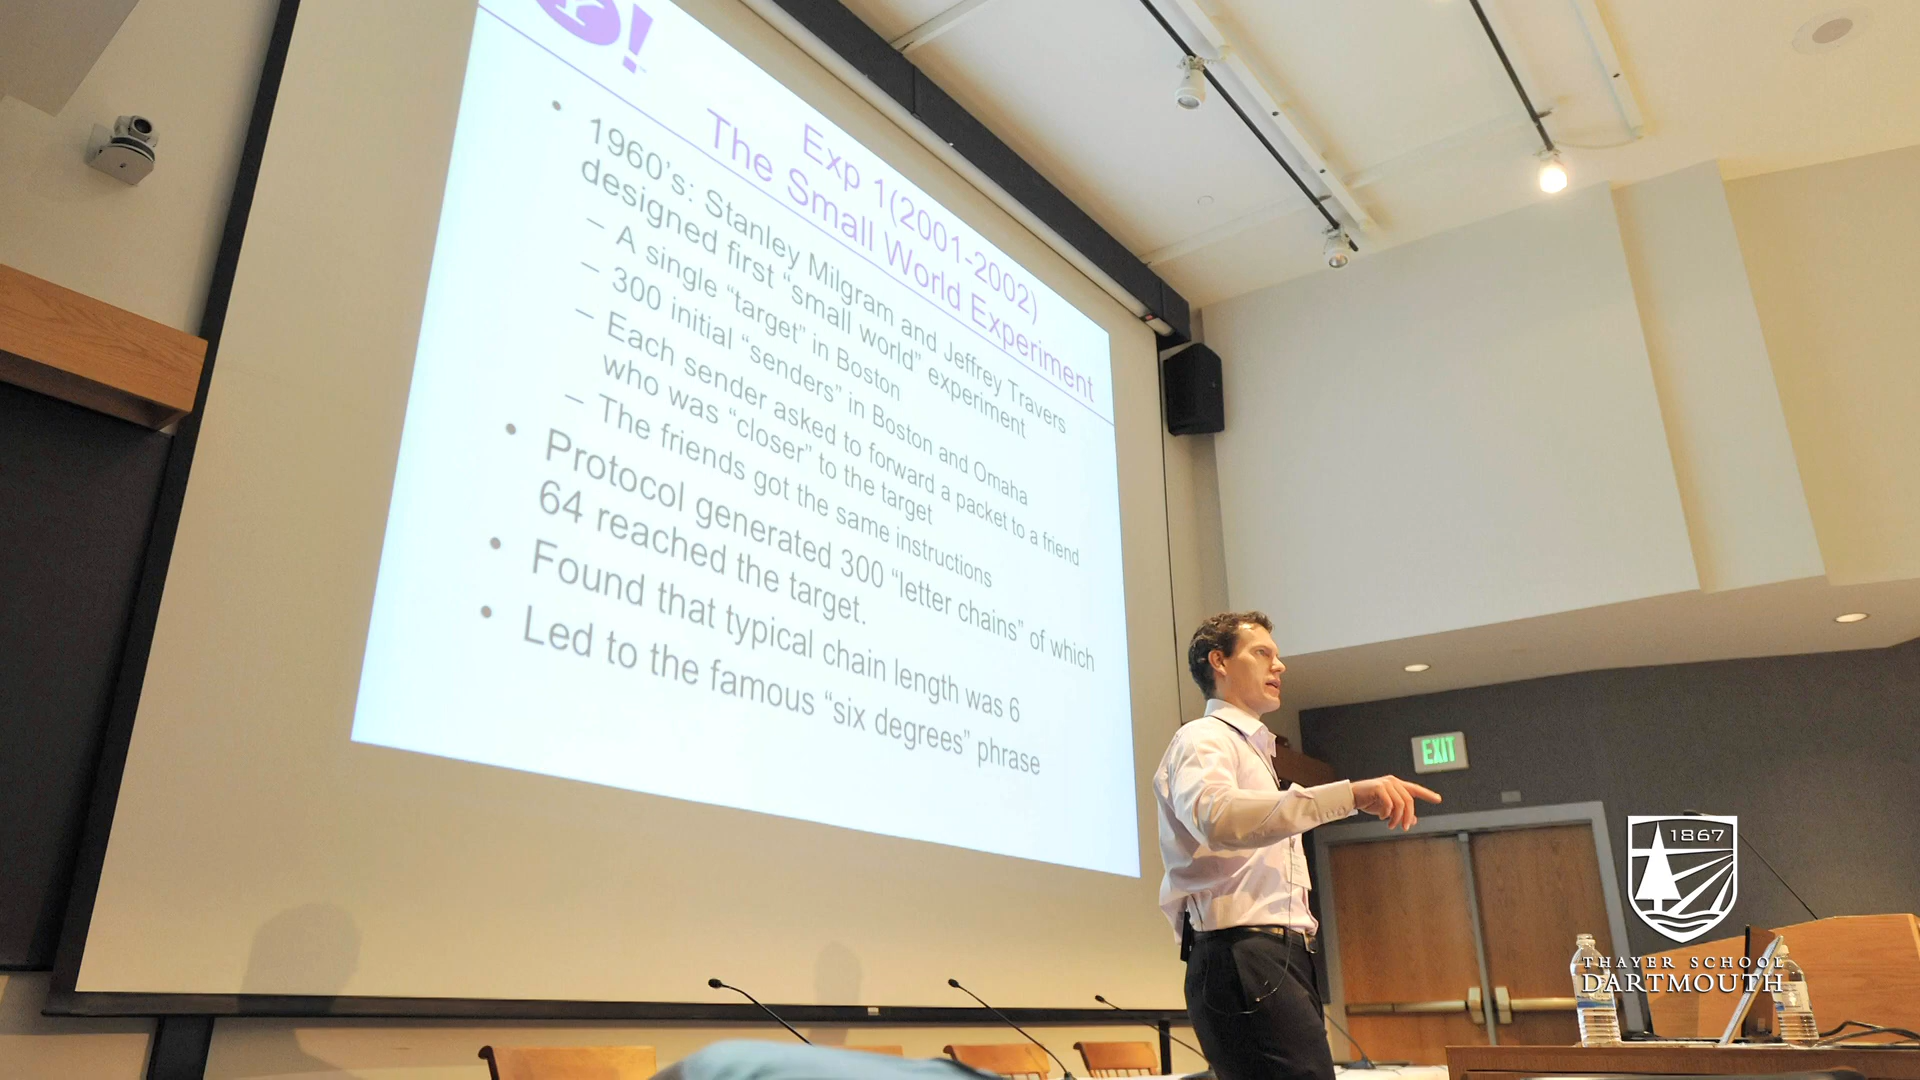 !
Exp 1(2001-2002)
The Small World Experiment
• 1960's: Stanley Milgram and Jeffrey Travers
designed first “small world” experiment
– A single “target” in Boston
– 300 initial “senders” in Boston and Omaha
– Each sender asked to forward a packet to a friend
who was “closer” to the target
– The friends got the same instructions
• Protocol generated 300 “letter chains” of which
64 reached the target.
• Found that typical chain length was 6
• Led to the famous “six degrees” phrase
EXIT
1867
THAYER SCHOOL
DARTMOUTH